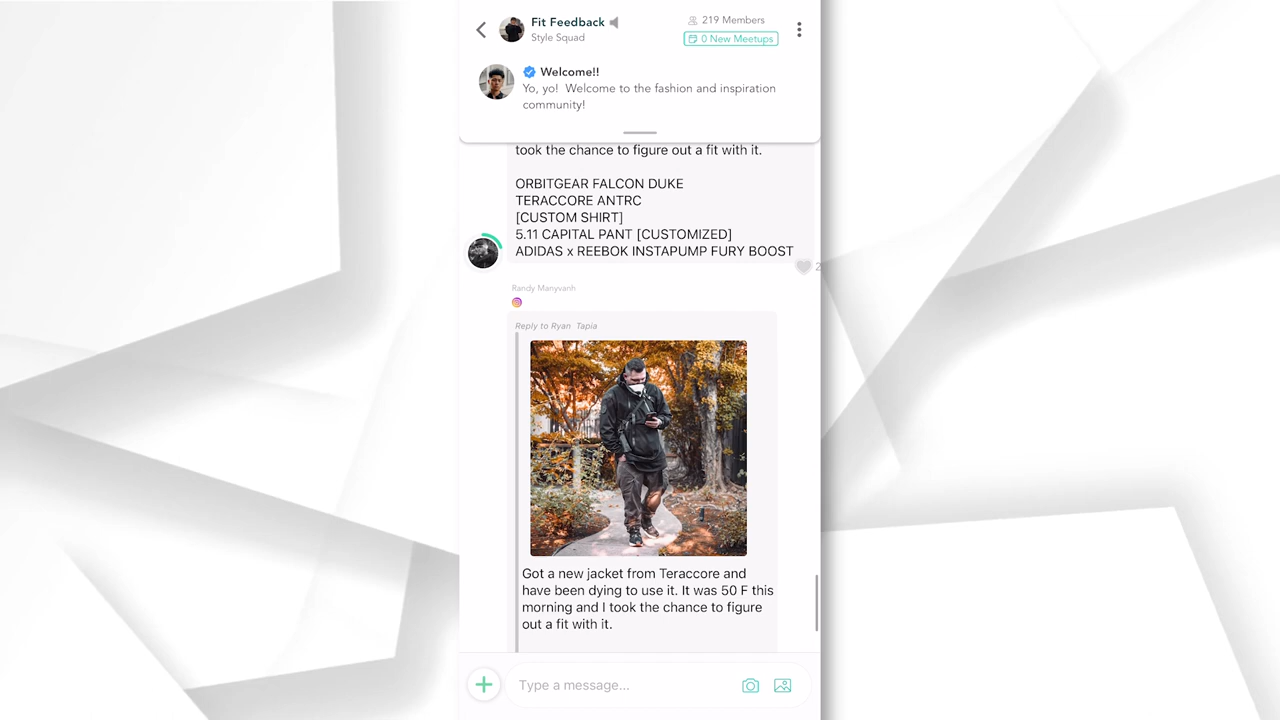 Fit Feedback
Style Squad
219 Members
0 New Meetups
Welcome!!
Yo, yo! Welcome to the fashion and inspiration
community!
took the chance to figure out a fit with it.
ORBITGEAR FALCON DUKE
TERACCORE ANTRC
[CUSTOM SHIRT]
5.11 CAPITAL PANT [CUSTOMIZED]
ADIDAS x REEBOK INSTAPUMP FURY BOOST
2
Randy Manyvanh
Reply to Ryan Tapia
Got a new jacket from Teraccore and
have been dying to use it. It was 50 F this
morning and I took the chance to figure
out a fit with it.
Type a message...